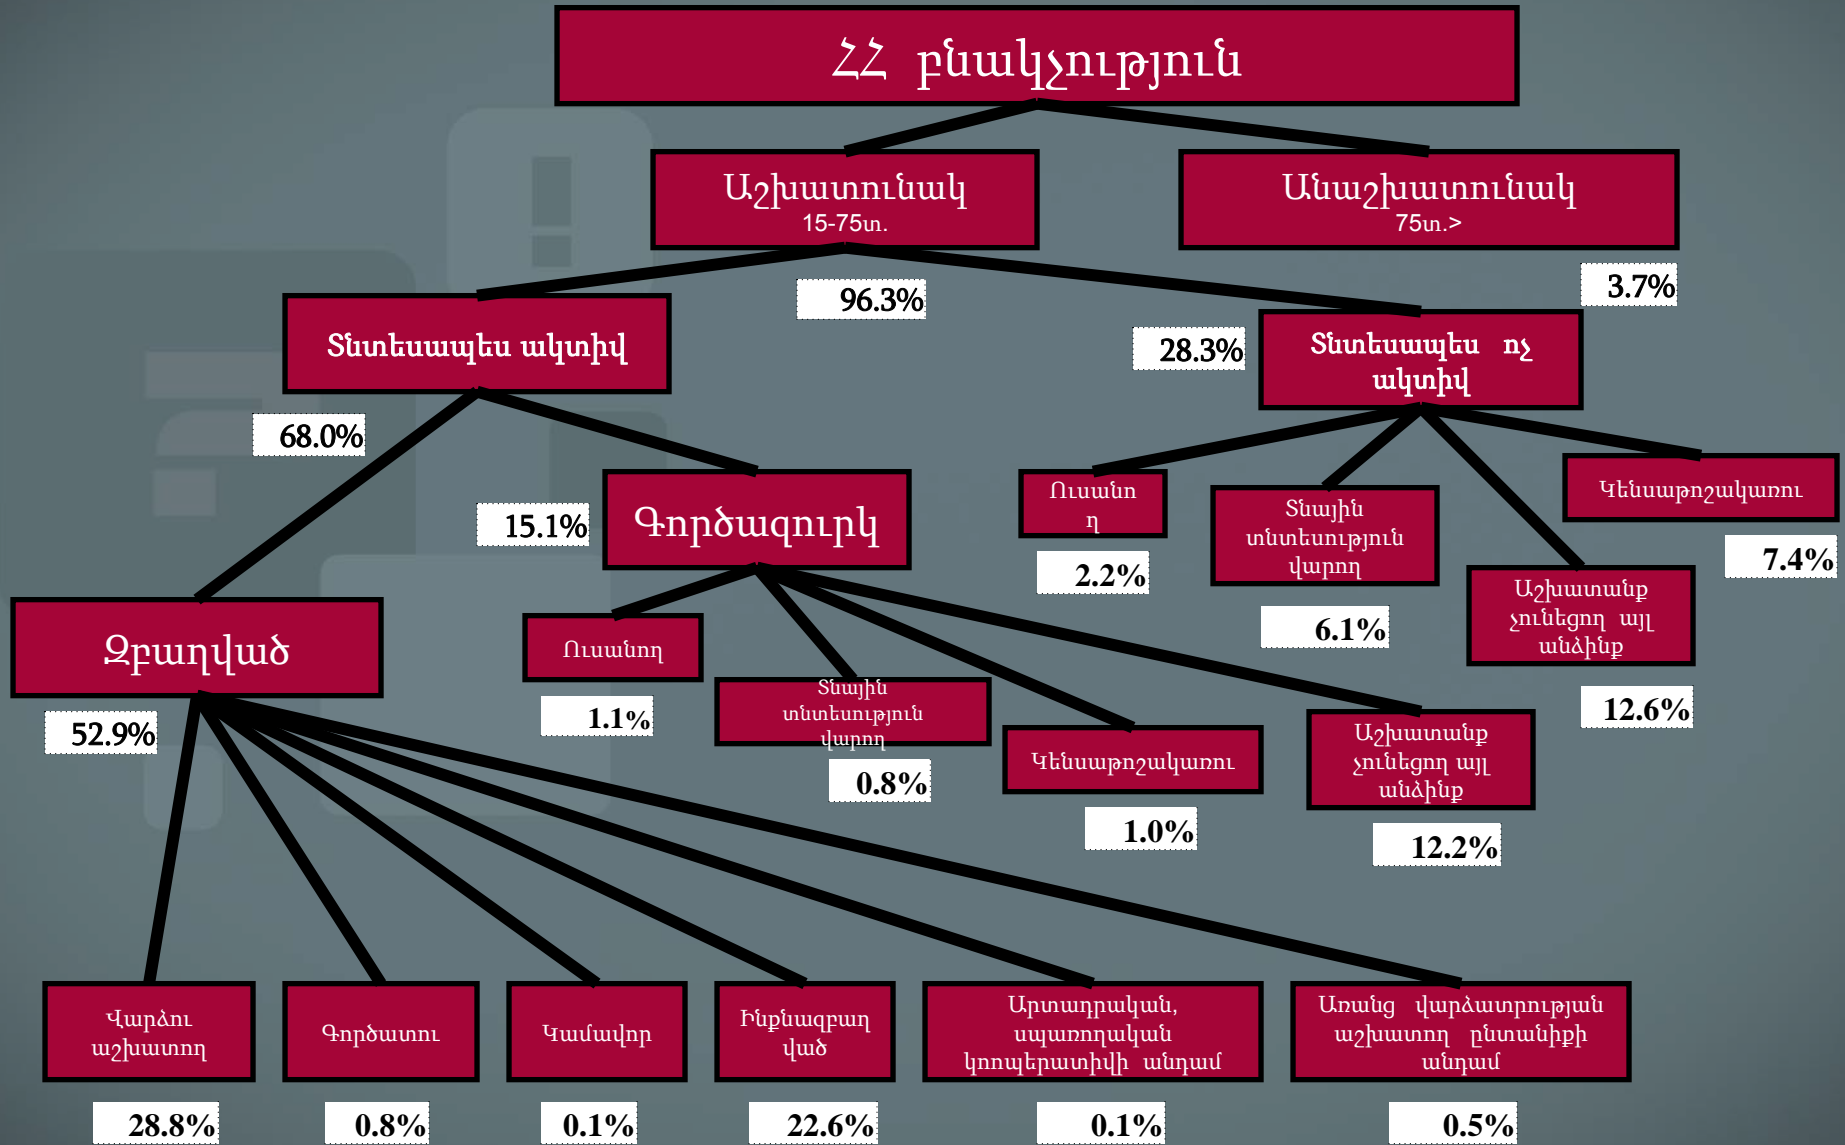 ՀՀ բնակչություն
Աշխատունակ
15-75տ.
Անաշխատունակ
75տ.>
96.3%
3.7%
Տնտեսապես ակտիվ
68.0%
28.3%
Տնտեսապես ոչ
ակտիվ
Գործազուրկ
15.1%
Ուսանո
ղ
2.2%
Տնային
տնտեսություն
վարող
6.1%
Աշխատանք
չունեցող այլ
անձինք
12.6%
Կենսաթոշակառու
7.4%
Զբաղված
52.9%
Ուսանող
1.1%
Տնային
տնտեսություն
վարող
0.8%
Կենսաթոշակառու
1.0%
Աշխատանք
չունեցող այլ
անձինք
12.2%
Վարձու
աշխատող
28.8%
Գործատու
0.8%
Կամավոր
0.1%
Ինքնազբաղ
ված
22.6%
Արտադրական,
սպառողական
կոոպերատիվի անդամ
0.1%
Առանց վարձատրության
աշխատող ընտանիքի
անդամ
0.5%